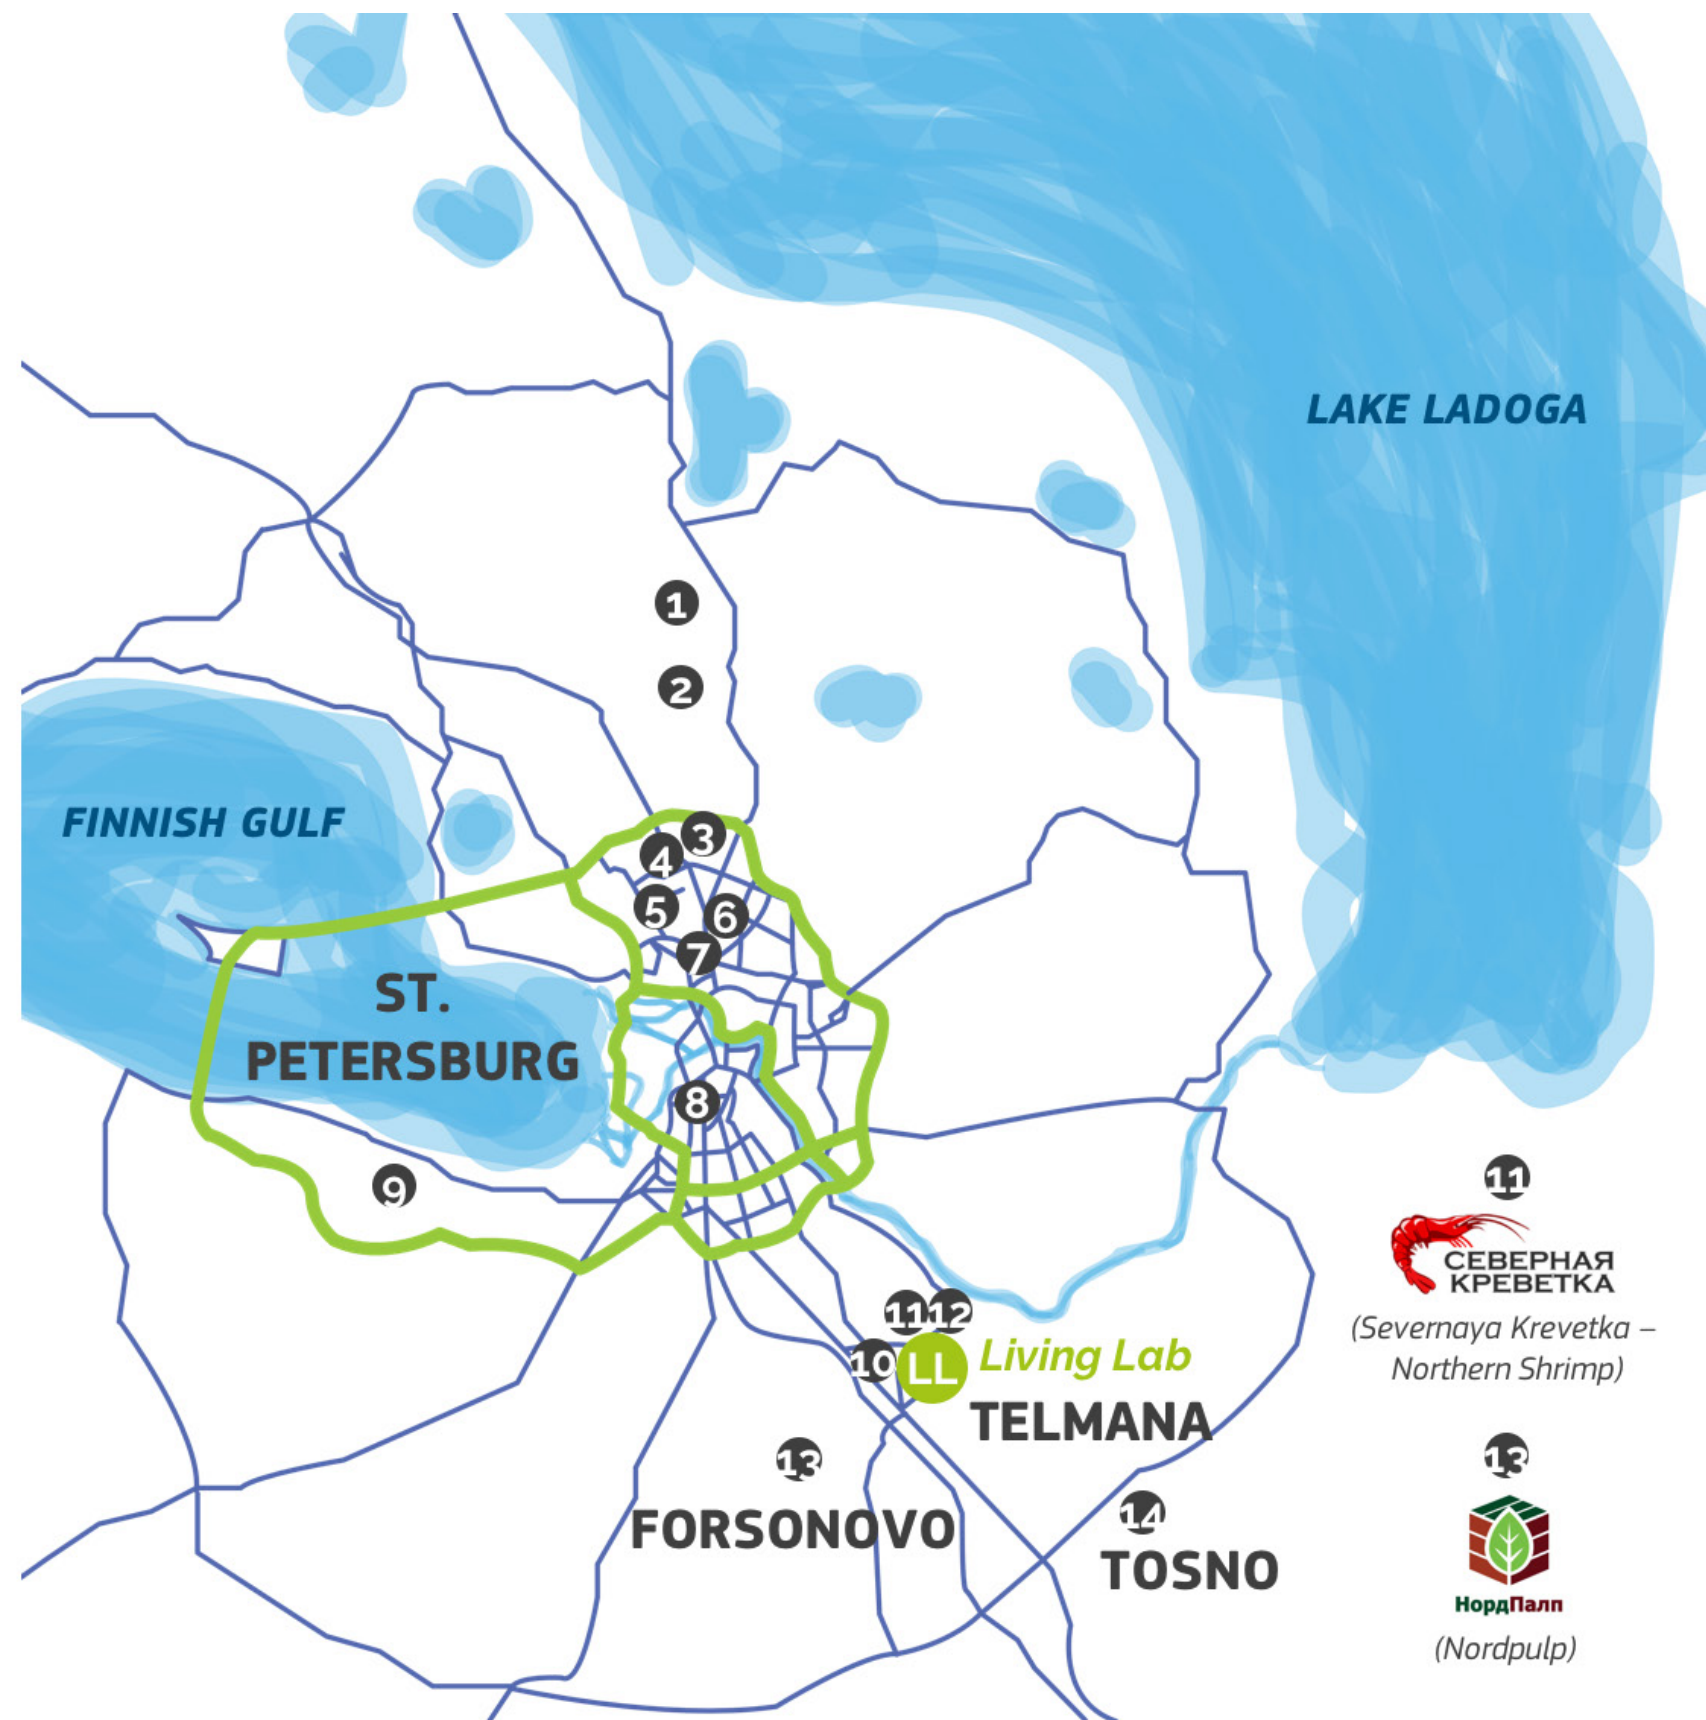 LAKE LADOGA
1
2
FINNISH GULF
3
4
5
6
7
ST.
PETERSBURG
8
9
11
СЕВЕРНАЯ
КРЕВЕТКА
(Severnaya Krevetka –
Northern Shrimp)
11
12
10
LL
Living Lab
TELMANA
13
FORSONOVO
14
TOSNO
13
НордПалп
(Nordpulp)